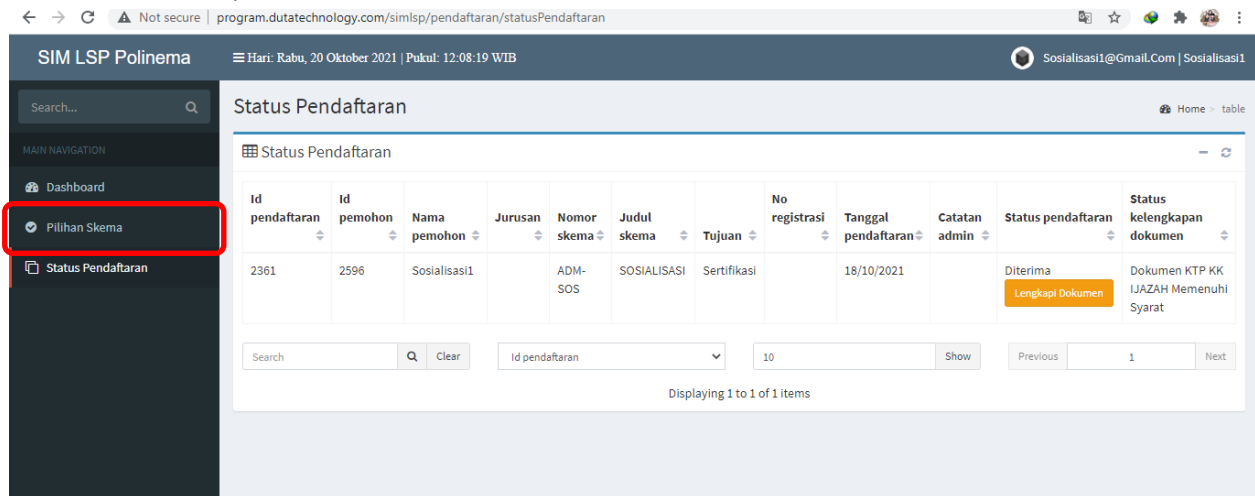 Not secure | program.dutatechnology.com/simlsp/pendaftaran/statusPendaftaran
SIM LSP Polinema
Hari: Rabu, 20 Oktober 2021 | Pukul: 12:08:19 WIB
Sosialisasi1@Gmail.Com | Sosialisasi1
Search...
Status Pendaftaran
Home > table
MAIN NAVIGATION
Status Pendaftaran
Dashboard
Pilihan Skema
Status Pendaftaran
Id pendaftaran
Id pemohon
Nama pemohon
Jurusan
Nomor skema
Judul skema
Tujuan
No registrasi
Tanggal pendaftaran
Catatan admin
Status pendaftaran
Status kelengkapan dokumen
2361
2596
Sosialisasi1
ADM-
SOS
SOSIALISASI
Sertifikasi
18/10/2021
Diterima
Lengkapi Dokumen
Dokumen KTP KK
IJAZAH Memenuhi
Syarat
Search
Clear
Id pendaftaran
10
Show
Previous
1
Next
Displaying 1 to 1 of 1 items